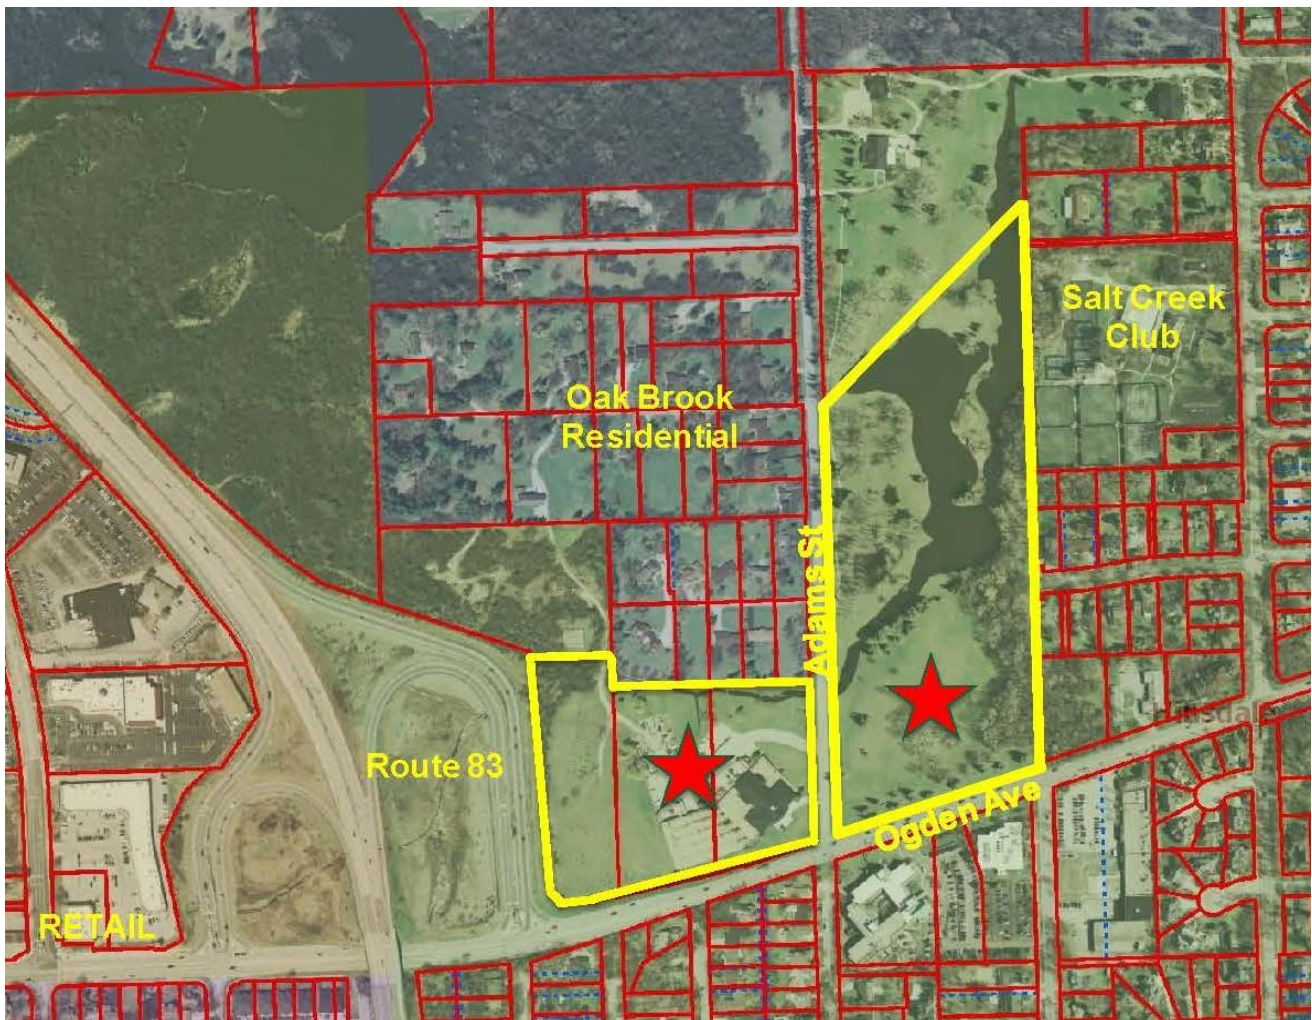 Salt Creek
Club
Oak Brook
Residential
Adams St
Route 83
Ogden Ave
RETAIL